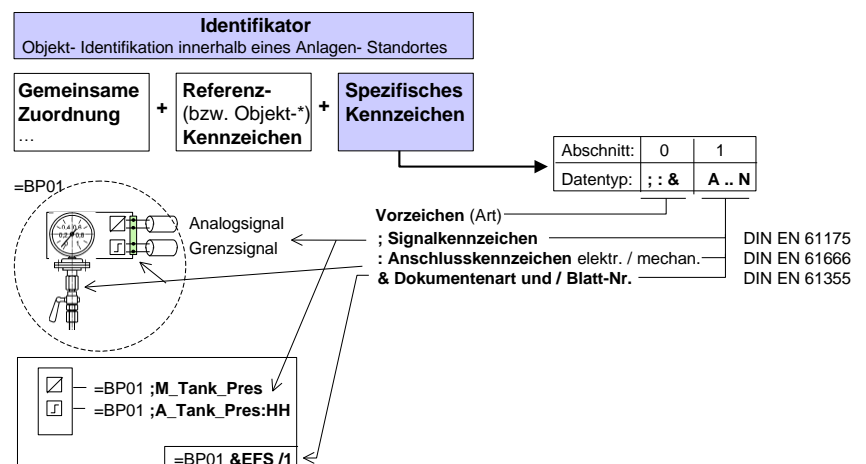 Identifikator
Objekt- Identifikation innerhalb eines Anlagen- Standortes
Gemeinsame
Zuordnung
…
+
Referenz-
(bzw. Objekt-*)
Kennzeichen
+
Spezifisches
Kennzeichen
Abschnitt: 0 1
Datentyp: ; : & A .. N
=BP01
Analogsignal
Grenzsignal
Vorzeichen (Art)
; Signalkennzeichen DIN EN 61175
: Anschlusskennzeichen elektr. / mechan. DIN EN 61666
& Dokumentenart und / Blatt-Nr. DIN EN 61355
=BP01 ;M_Tank_Pres
=BP01 ;A_Tank_Pres:HH
=BP01 &EFS /1